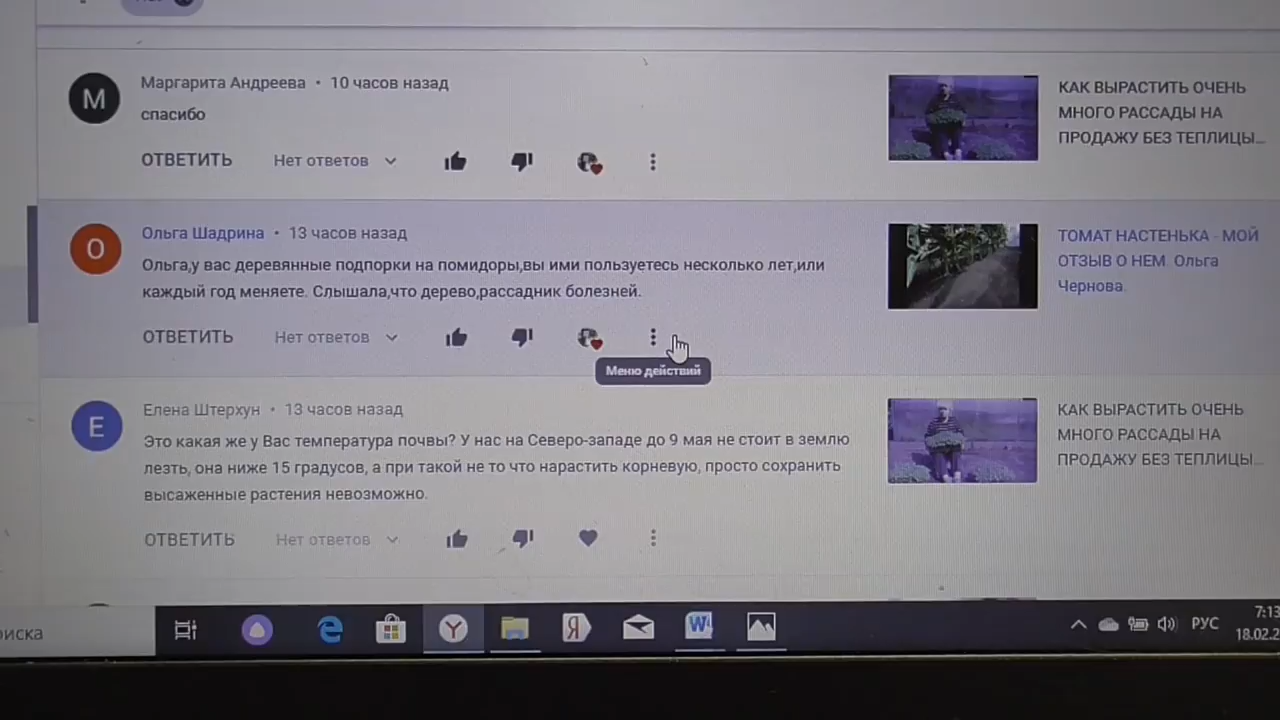 Маргарита Андреева • 10 часов назад
спасибо
ОТВЕТИТЬ Нет ответов
КАК ВЫРАСТИТЬ ОЧЕНЬ
МНОГО РАССАДЫ НА
ПРОДАЖУ БЕЗ ТЕПЛИЦЫ...
О
Ольга Шадрина • 13 часов назад
Ольга,у вас деревянные подпорки на помидоры,вы ими пользуетесь несколько лет,или
каждый год меняете. Слышала,что дерево,рассадник болезней.
ОТВЕТИТЬ Нет ответов
Меню действий
ТОМАТ НАСТЕНЬКА - МОЙ
ОТЗЫВ О НЕМ. Ольга
Чернова.
М
Е
Елена Штерхун • 13 часов назад
Это какая же у Вас температура почвы? У нас на Северо-западе до 9 мая не стоит в землю
лезть, она ниже 15 градусов, а при такой не то что нарастить корневую, просто сохранить
высаженные растения невозможно.
ОТВЕТИТЬ Нет ответов
КАК ВЫРАСТИТЬ ОЧЕНЬ
МНОГО РАССАДЫ НА
ПРОДАЖУ БЕЗ ТЕПЛИЦЫ...
РУС
7:13
18.02.2